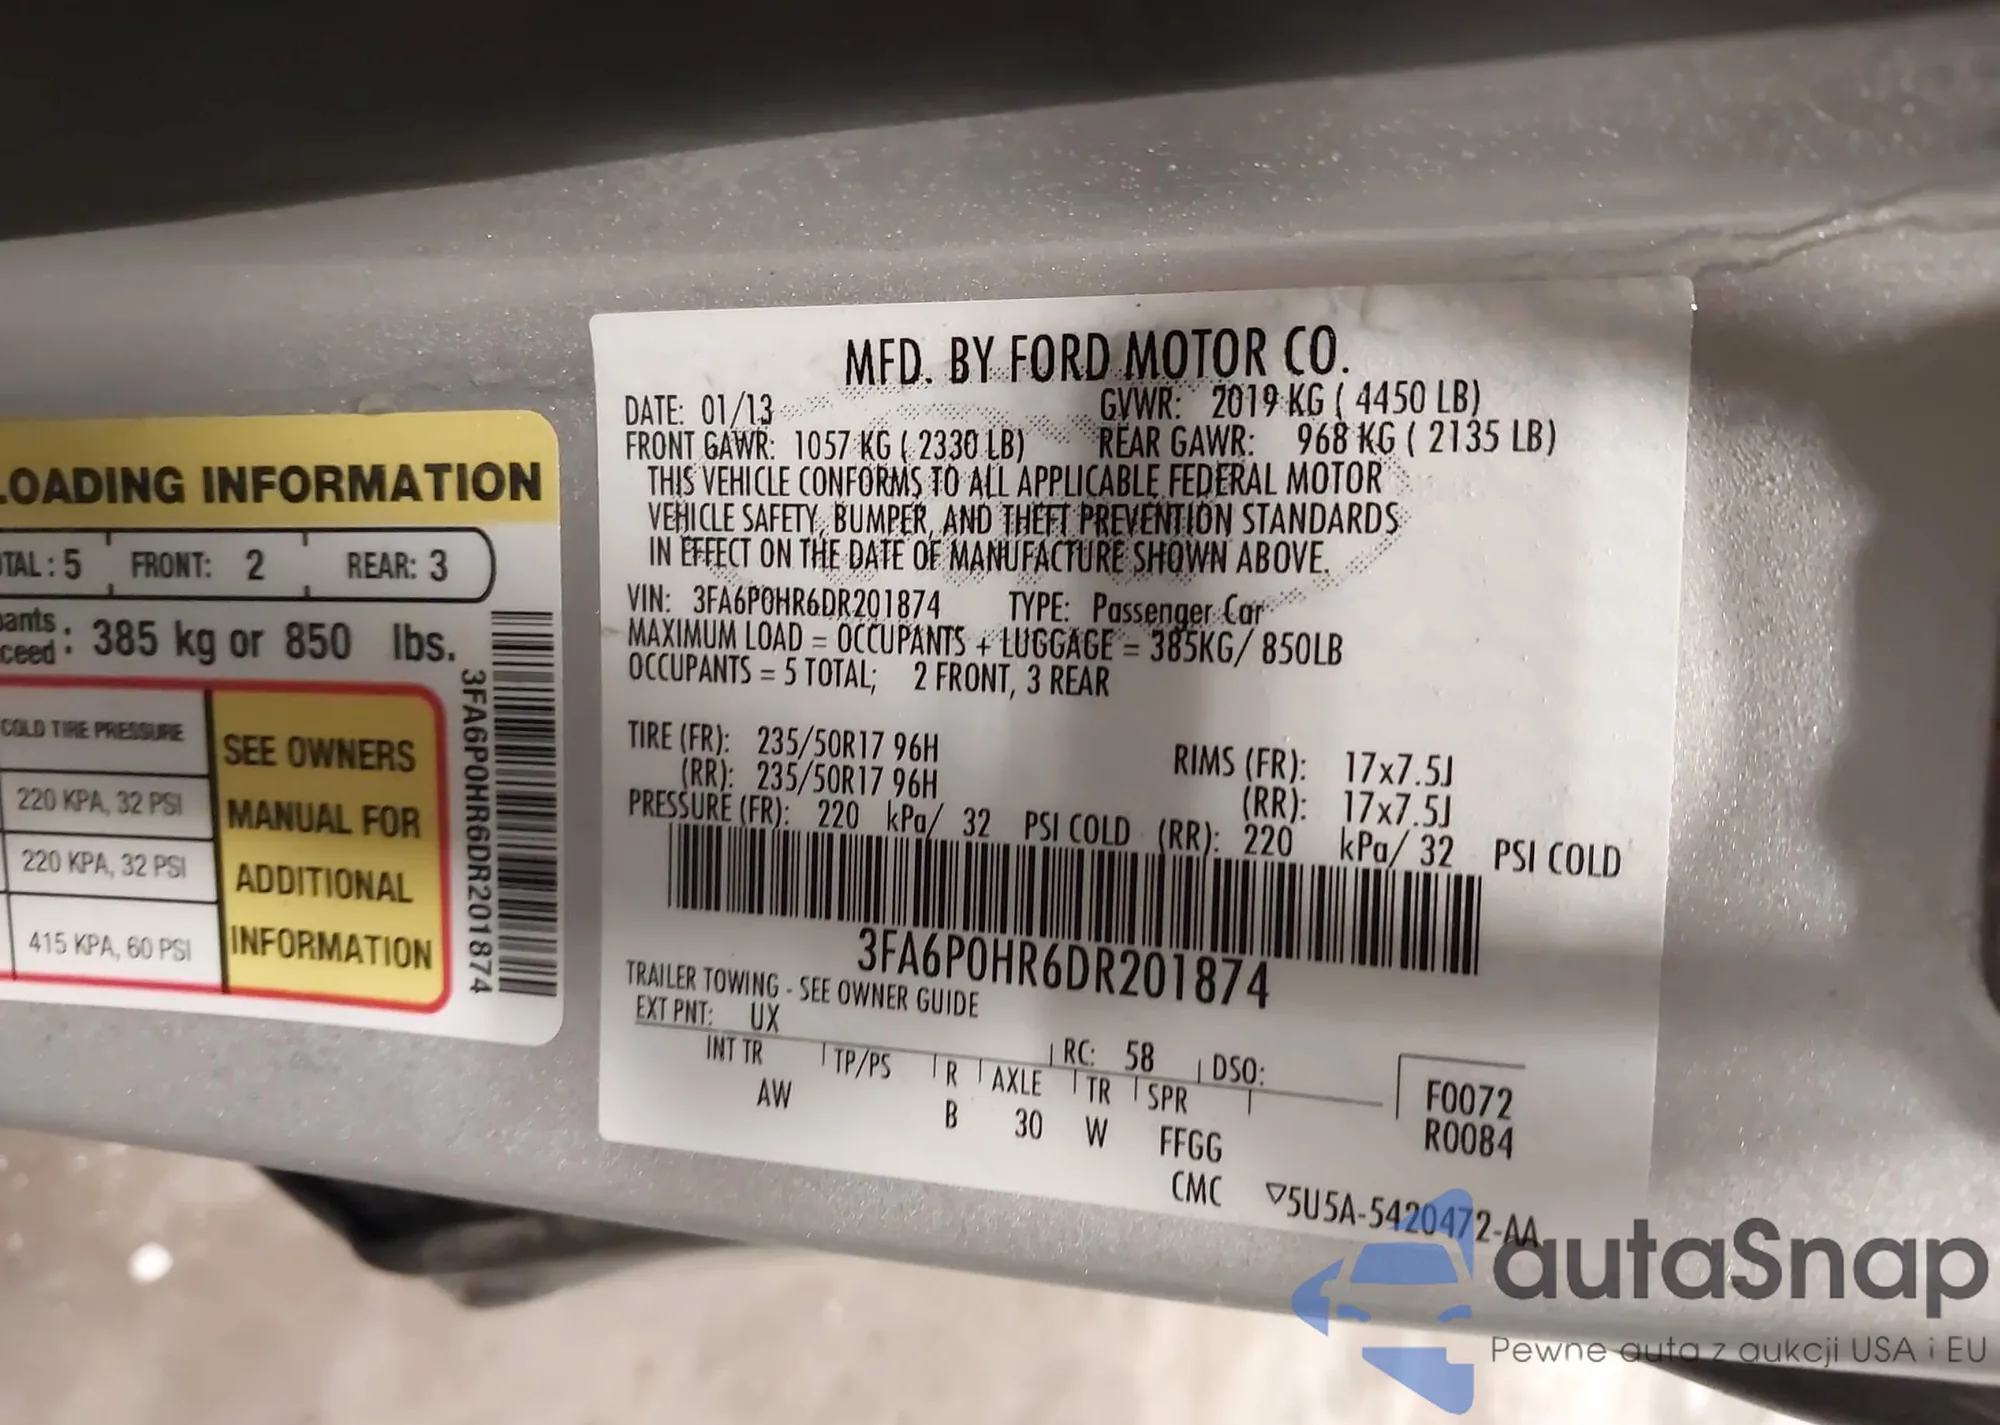 LOADING INFORMATION
TAL : 5 FRONT: 2 REAR: 3
pants
ceed : 385 kg or 850 lbs.
COLD TIRE PRESSURE
220 KPA, 32 PSI
220 KPA, 32 PSI
415 KPA, 60 PSI
SEE OWNERS
MANUAL FOR
ADDITIONAL
INFORMATION
3FA6P0HR6DR201874
MFD. BY FORD MOTOR CO.
DATE: 01/13 GVWR: 2019 KG ( 4450 LB)
FRONT GAWR: 1057 KG ( 2330 LB) REAR GAWR: 968 KG ( 2135 LB)
THIS VEHICLE CONFORMS TO ALL APPLICABLE FEDERAL MOTOR
VEHICLE SAFETY, BUMPER, AND THEFT PREVENTION STANDARDS
IN EFFECT ON THE DATE OF MANUFACTURE SHOWN ABOVE.
VIN: 3FA6P0HR6DR201874 TYPE: Passenger Car
MAXIMUM LOAD = OCCUPANTS + LUGGAGE = 385KG/ 850LB
OCCUPANTS = 5 TOTAL; 2 FRONT, 3 REAR
TIRE (FR): 235/50R17 96H RIMS (FR): 17x7.5J
(RR): 235/50R17 96H (RR): 17x7.5J
PRESSURE (FR): 220 kPa/ 32 PSI COLD (RR): 220 kPa/ 32 PSI COLD
3FA6P0HR6DR201874
TRAILER TOWING - SEE OWNER GUIDE
EXT PNT: UX RC: 58 DSO:
INT TR TP/PS R AXLE TR SPR F0072
AW B 30 W FFGG R0084
CMC ▽5U5A-5420472-AA
autaSnap
Pewne auta z aukcji USA i EU